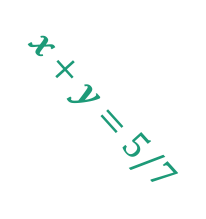 x + y = 5/7